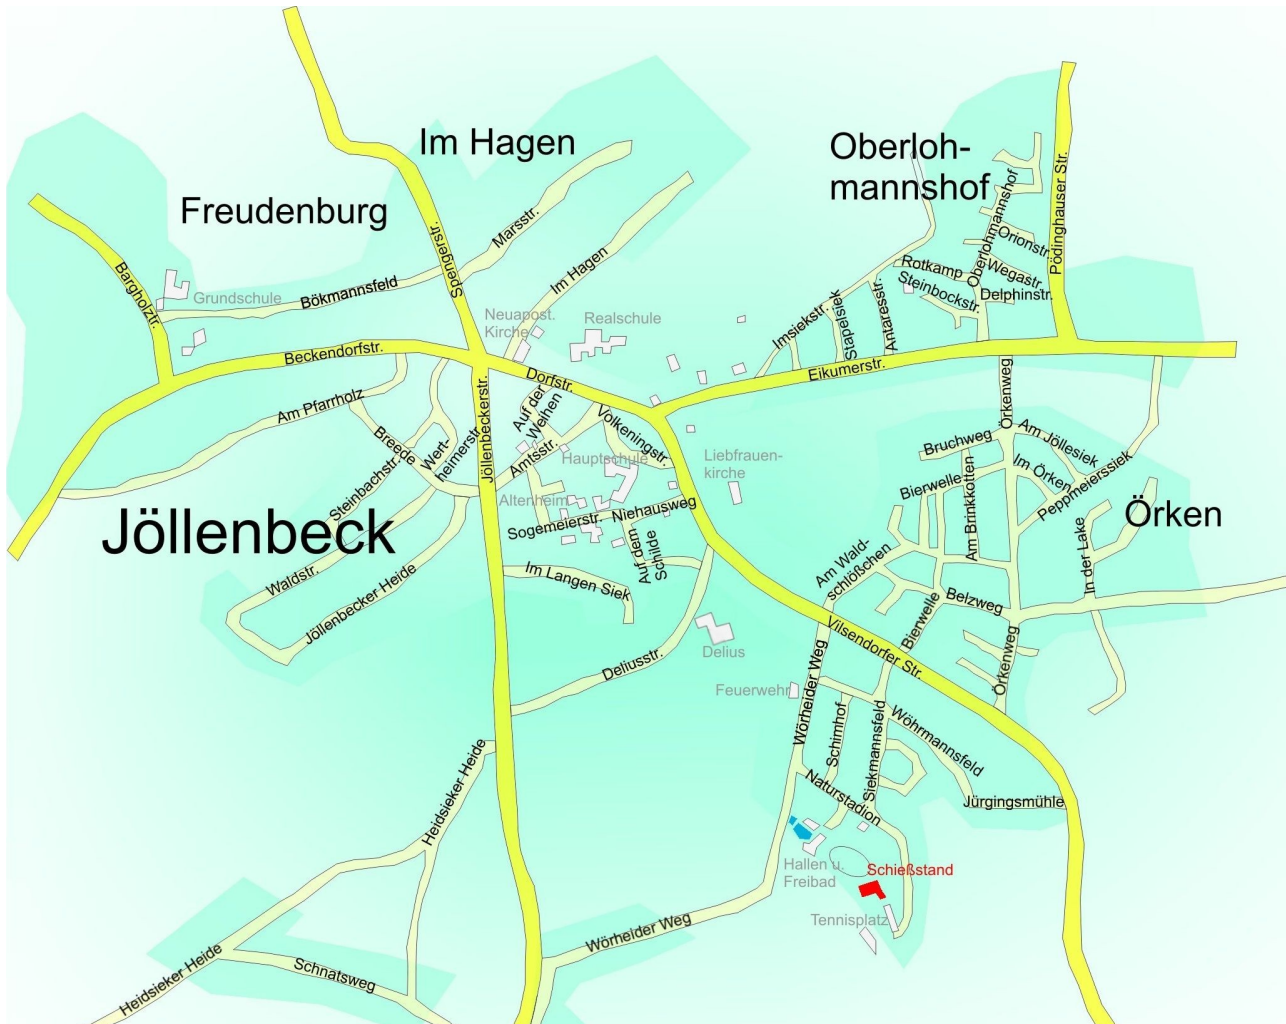 Im Hagen
Oberloh-
mannshof
Freudenburg
Jöllenbeck
Örken
Spengerstr.
Marsstr.
Im Hagen
Bökmannsfeld
Bargholztr.
Grundschule
Beckendorfstr.
Am Pfarrholz
Breede
Steinbachstr.
Wert-
heimerstr.
Jöllenbeckerstr.
Waldstr.
Jöllenbecker Heide
Neuapost.
Kirche
Realschule
Dorfstr.
Auf der
Weihen
Amtsstr.
Volkeningstr.
Hauptschule
Altenheim
Sogemeierstr.
Niehausweg
Auf dem
Schilde
Im Langen Siek
Liebfrauen-
kirche
Deliusstr.
Delius
Feuerwehr
Pödinghauser Str.
Oberlohmannshof
Orionstr.
Wegastr.
Delphinstr.
Rotkamp
Steinbockstr.
Imsiekstr.
Stapelsiek
Antaresstr.
Eikumerstr.
Örkenweg
Bruchweg
Am Jöllesiek
Im Örken
Peppmeierssiek
Bierwelle
Am Brinkkotten
In der Lake
Am Wald-
schlößchen
Belzweg
Bierwelle
Örkenweg
Vilsendorfer Str.
Wörheider Weg
Schirnhof
Siekmannsfeld
Wöhrmannsfeld
Jürgingsmühle
Naturstadion
Hallen u.
Freibad
Schießstand
Tennisplatz
Wörheider Weg
Heidsieker Heide
Heidsieker Heide
Schnatsweg